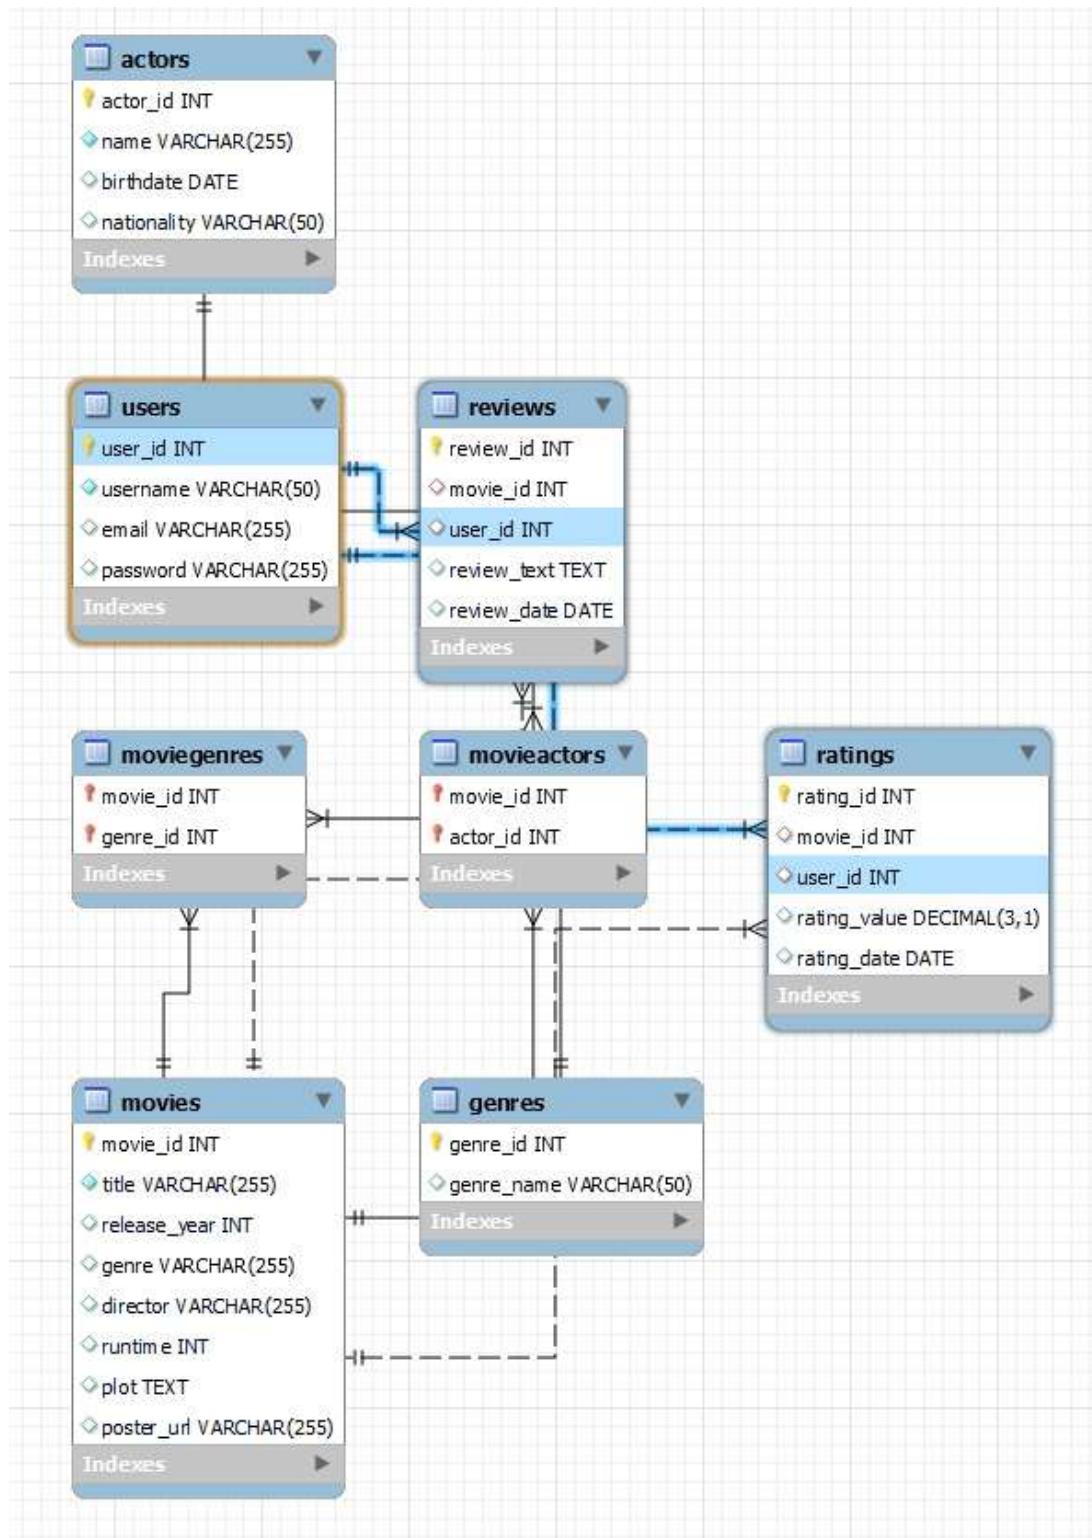 actors
actor_id INT
name VARCHAR(255)
birthdate DATE
nationality VARCHAR(50)
Indexes
users
user_id INT
username VARCHAR(50)
email VARCHAR(255)
password VARCHAR(255)
Indexes
reviews
review_id INT
movie_id INT
user_id INT
review_text TEXT
review_date DATE
Indexes
moviegenres
movie_id INT
genre_id INT
Indexes
movieactors
movie_id INT
actor_id INT
Indexes
ratings
rating_id INT
movie_id INT
user_id INT
rating_value DECIMAL(3,1)
rating_date DATE
Indexes
movies
movie_id INT
title VARCHAR(255)
release_year INT
genre VARCHAR(255)
director VARCHAR(255)
runtime INT
plot TEXT
poster_url VARCHAR(255)
Indexes
genres
genre_id INT
genre_name VARCHAR(50)
Indexes